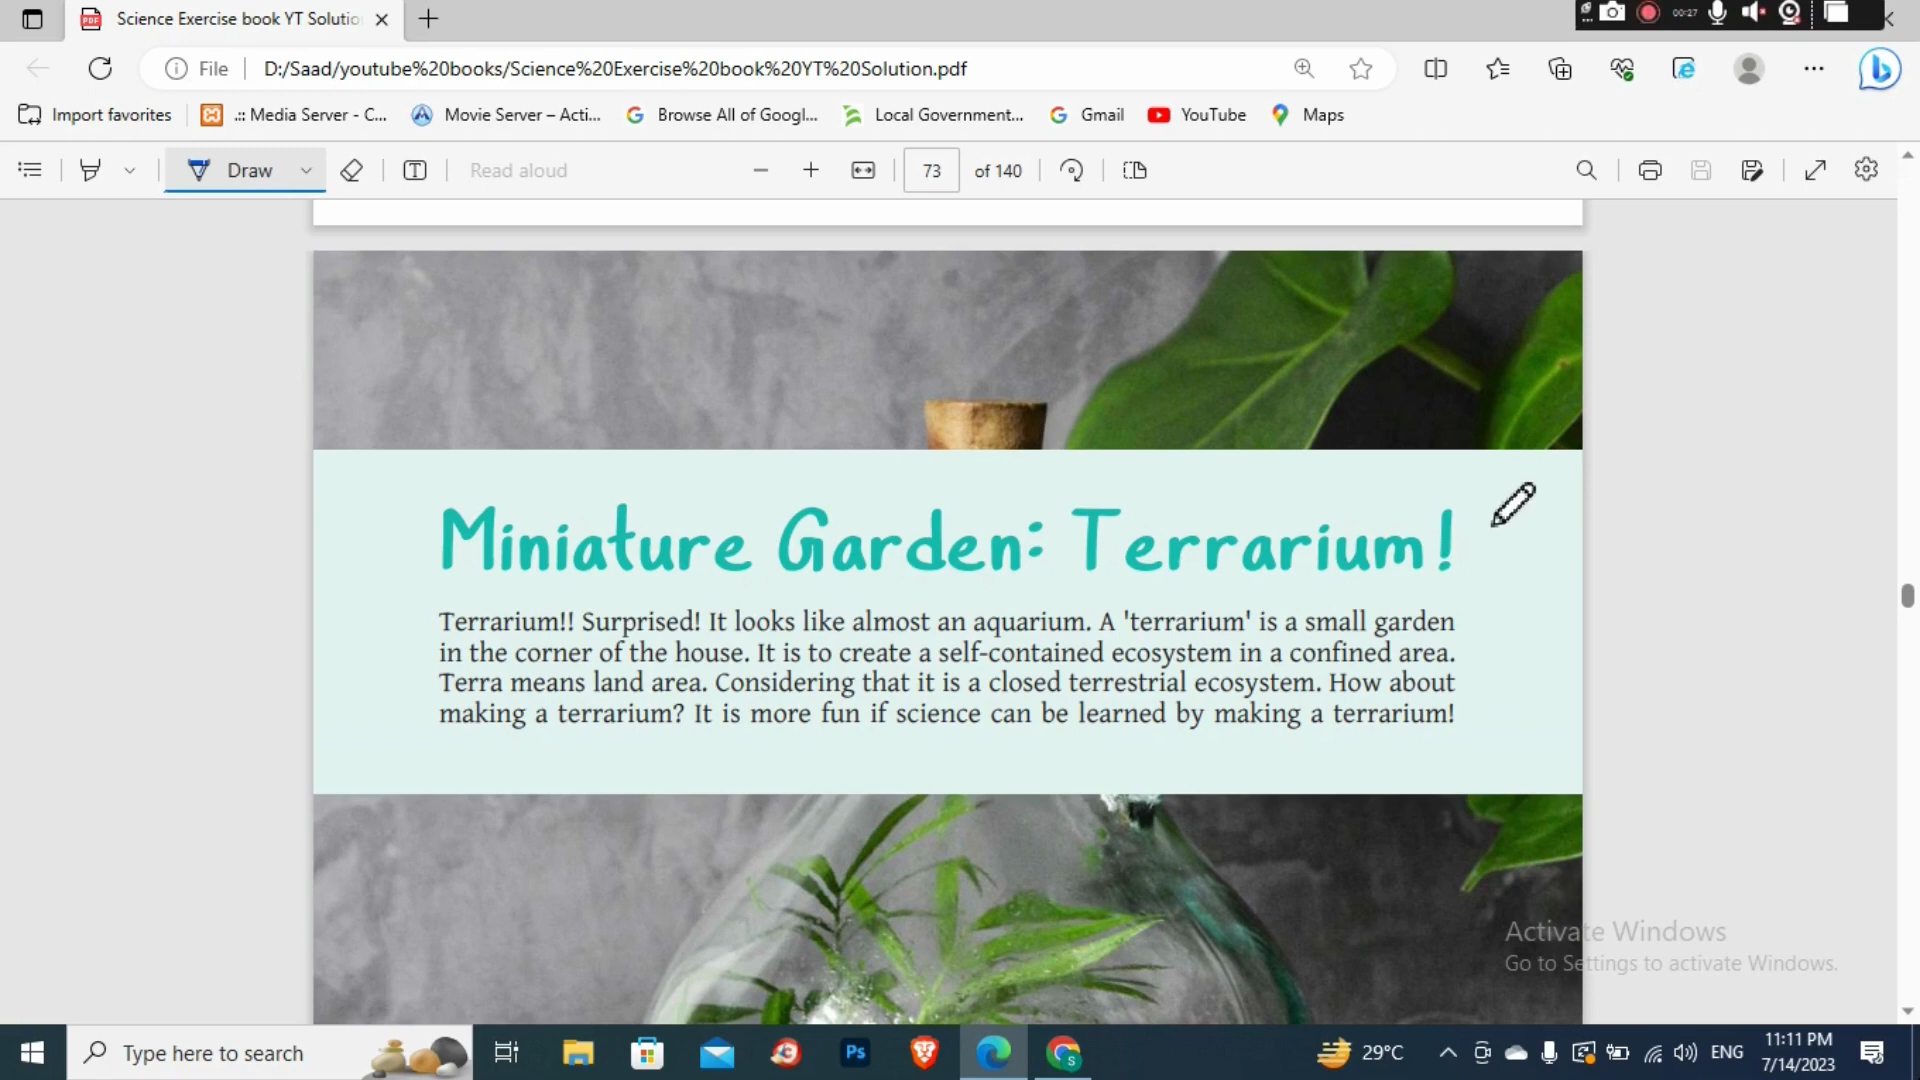 Science Exercise book YT Solutio
00:27
File
D:/Saad/youtube%20books/Science%20Exercise%20book%20YT%20Solution.pdf
Import favorites
.:: Media Server - C...
Movie Server – Acti...
Browse All of Googl...
Local Government...
Gmail
YouTube
Maps
Draw
Read aloud
73 of 140
Miniature Garden: Terrarium!
Terrarium!! Surprised! It looks like almost an aquarium. A 'terrarium' is a small garden
in the corner of the house. It is to create a self-contained ecosystem in a confined area.
Terra means land area. Considering that it is a closed terrestrial ecosystem. How about
making a terrarium? It is more fun if science can be learned by making a terrarium!
Activate Windows
Go to Settings to activate Windows.
Type here to search
Ps
S
29°C
ENG
11:11 PM
7/14/2023